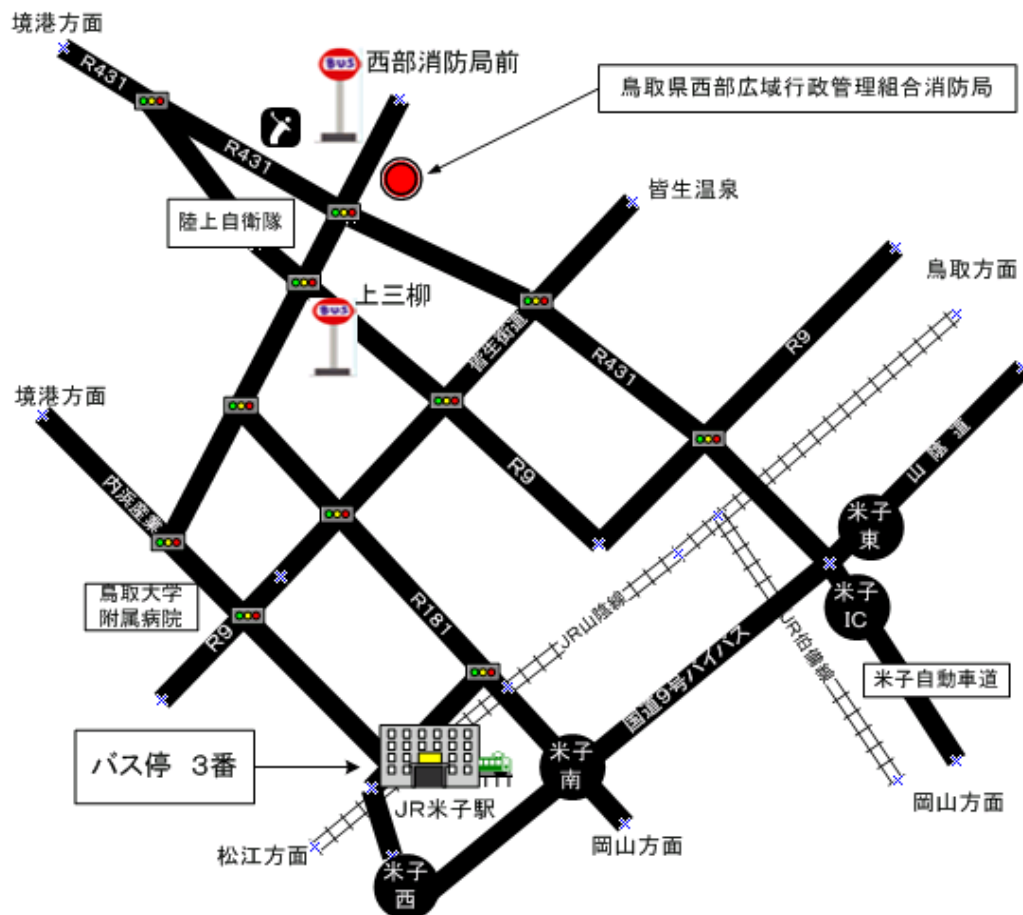 境港方面
R431
BUS
西部消防局前
鳥取県西部広域行政管理組合消防局
R431
皆生温泉
陸上自衛隊
鳥取方面
BUS
上三柳
皆生街道
R9
R431
境港方面
山陰道
R9
内浜産業
米子
東
鳥取大学
附属病院
米子
IC
R181
JR山陰線
R9
JR伯備線
米子自動車道
国道9号バイパス
バス停 3番
米子
南
JR米子駅
岡山方面
松江方面
岡山方面
米子
西